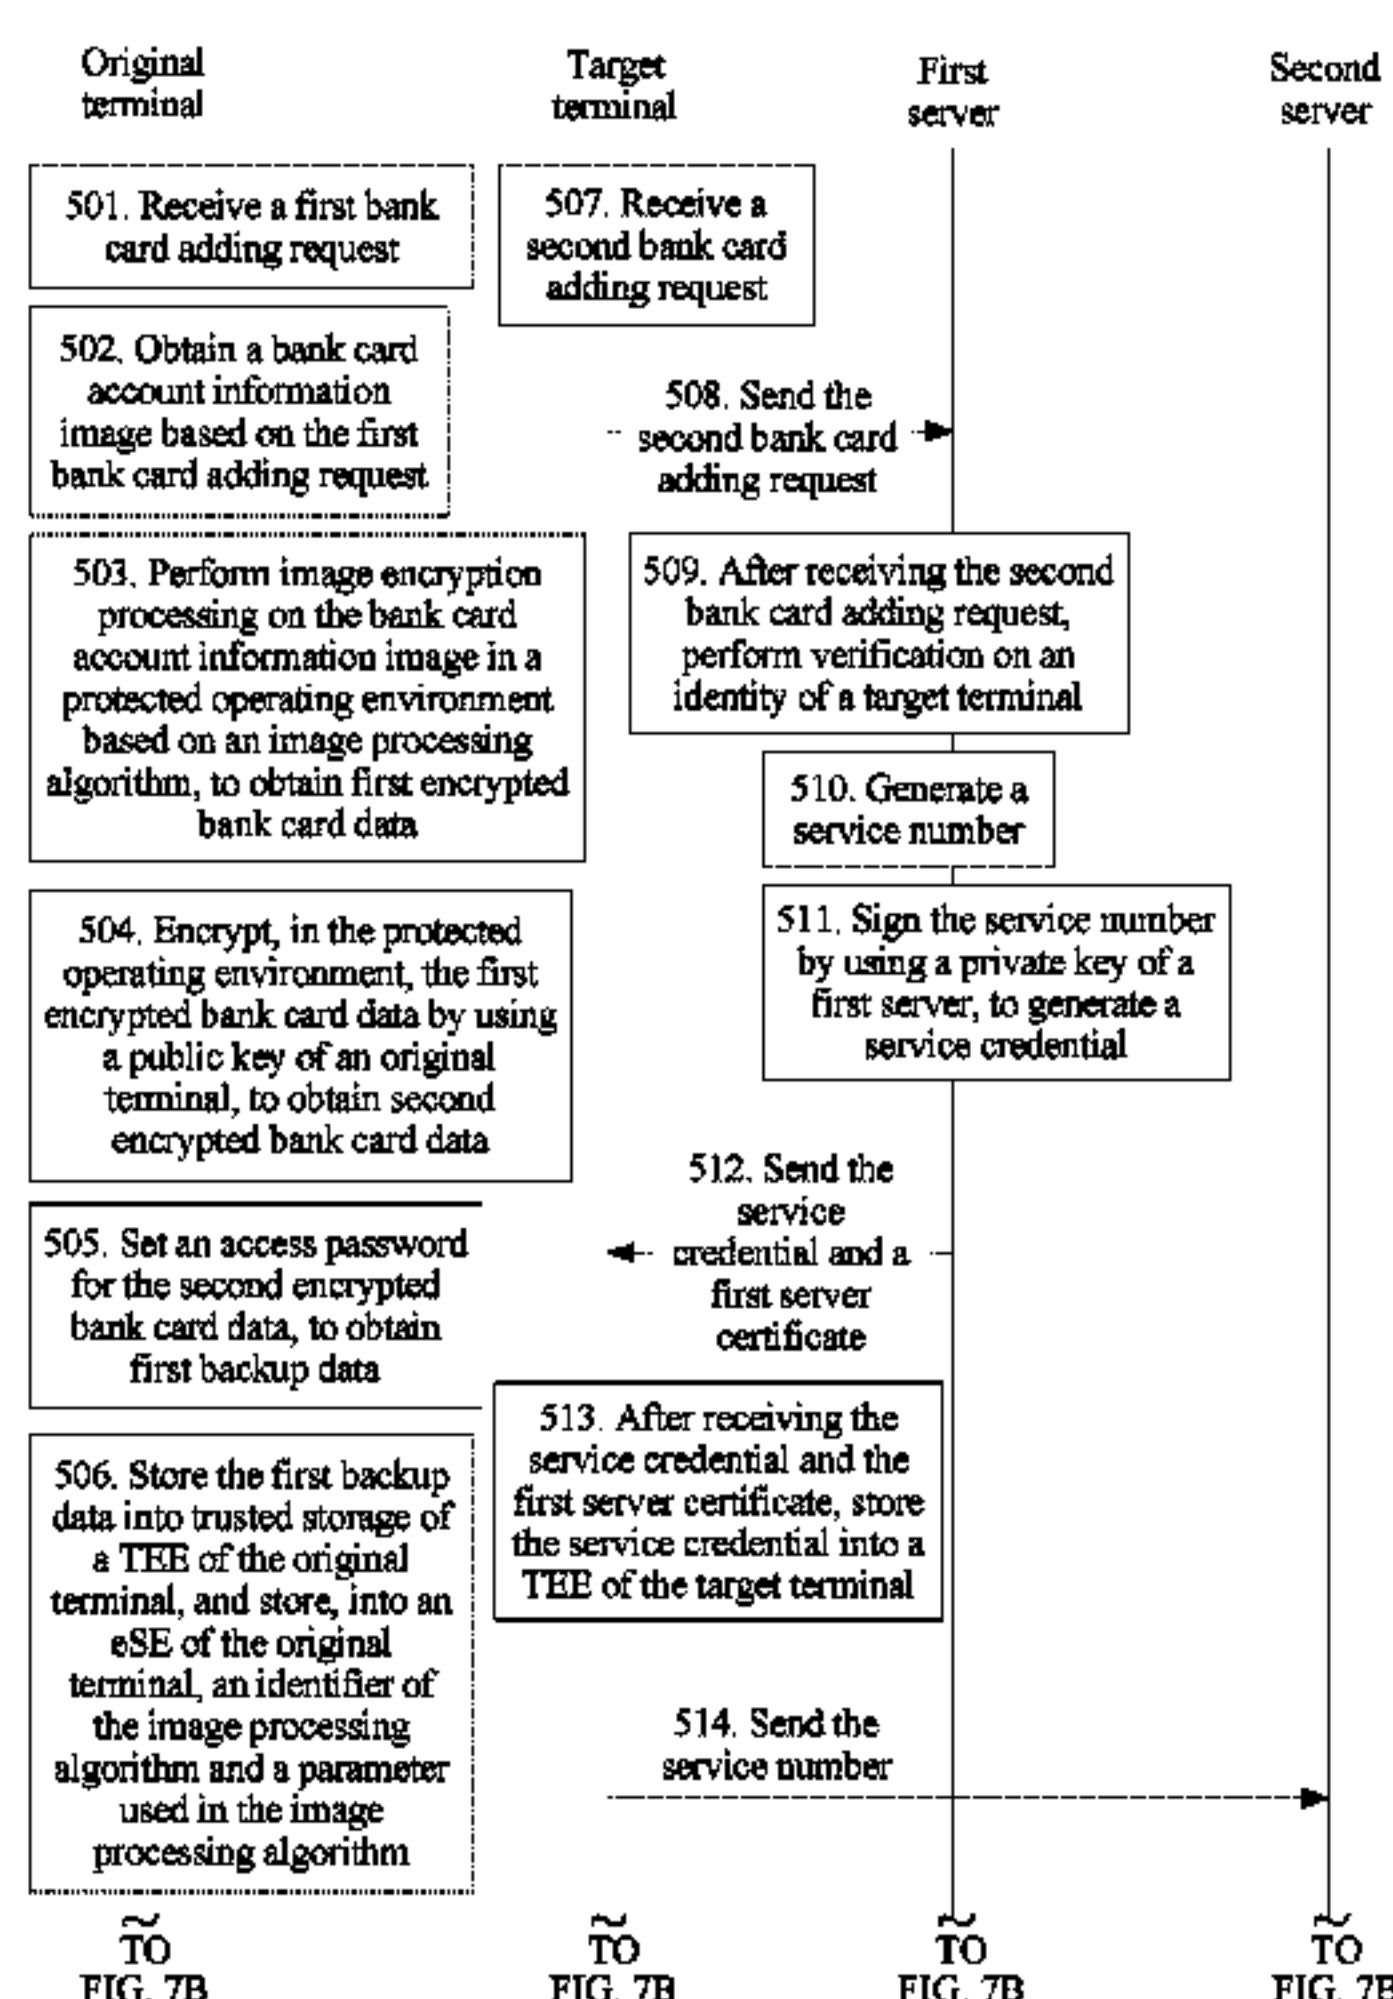 Original
terminal
Target
terminal
First
server
Second
server
501. Receive a first bank
card adding request
502. Obtain a bank card
account information
image based on the first
bank card adding request
503. Perform image encryption
processing on the bank card
account information image in a
protected operating environment
based on an image processing
algorithm, to obtain first encrypted
bank card data
504. Encrypt, in the protected
operating environment, the first
encrypted bank card data by using
a public key of an original
terminal, to obtain second
encrypted bank card data
505. Set an access password
for the second encrypted
bank card data, to obtain
first backup data
506. Store the first backup
data into trusted storage of
a TEE of the original
terminal, and store, into an
eSE of the original
terminal, an identifier of
the image processing
algorithm and a parameter
used in the image
processing algorithm
507. Receive a
second bank card
adding request
508. Send the
second bank card
adding request
509. After receiving the second
bank card adding request,
perform verification on an
identity of a target terminal
510. Generate a
service number
511. Sign the service number
by using a private key of a
first server, to generate a
service credential
512. Send the
service
credential and a
first server
certificate
513. After receiving the
service credential and the
first server certificate, store
the service credential into a
TEE of the target terminal
514. Send the
service number
TO
FIG. 7B
TO
FIG. 7B
TO
FIG. 7B
TO
FIG. 7B